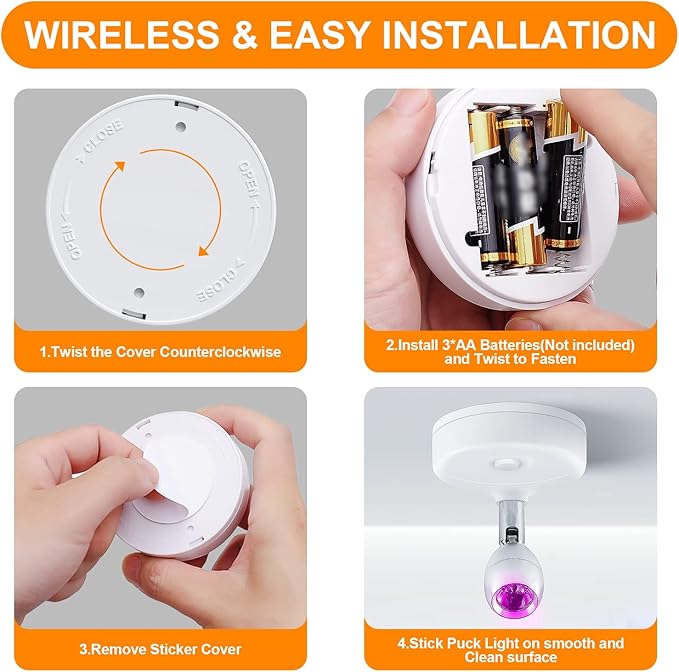 WIRELESS & EASY INSTALLATION
CLOSE
OPEN
OPEN
CLOSE
1.Twist the Cover Counterclockwise
2.Install 3*AA Batteries(Not included)
and Twist to Fasten
3.Remove Sticker Cover
4.Stick Puck Light on smooth and
Clean surface